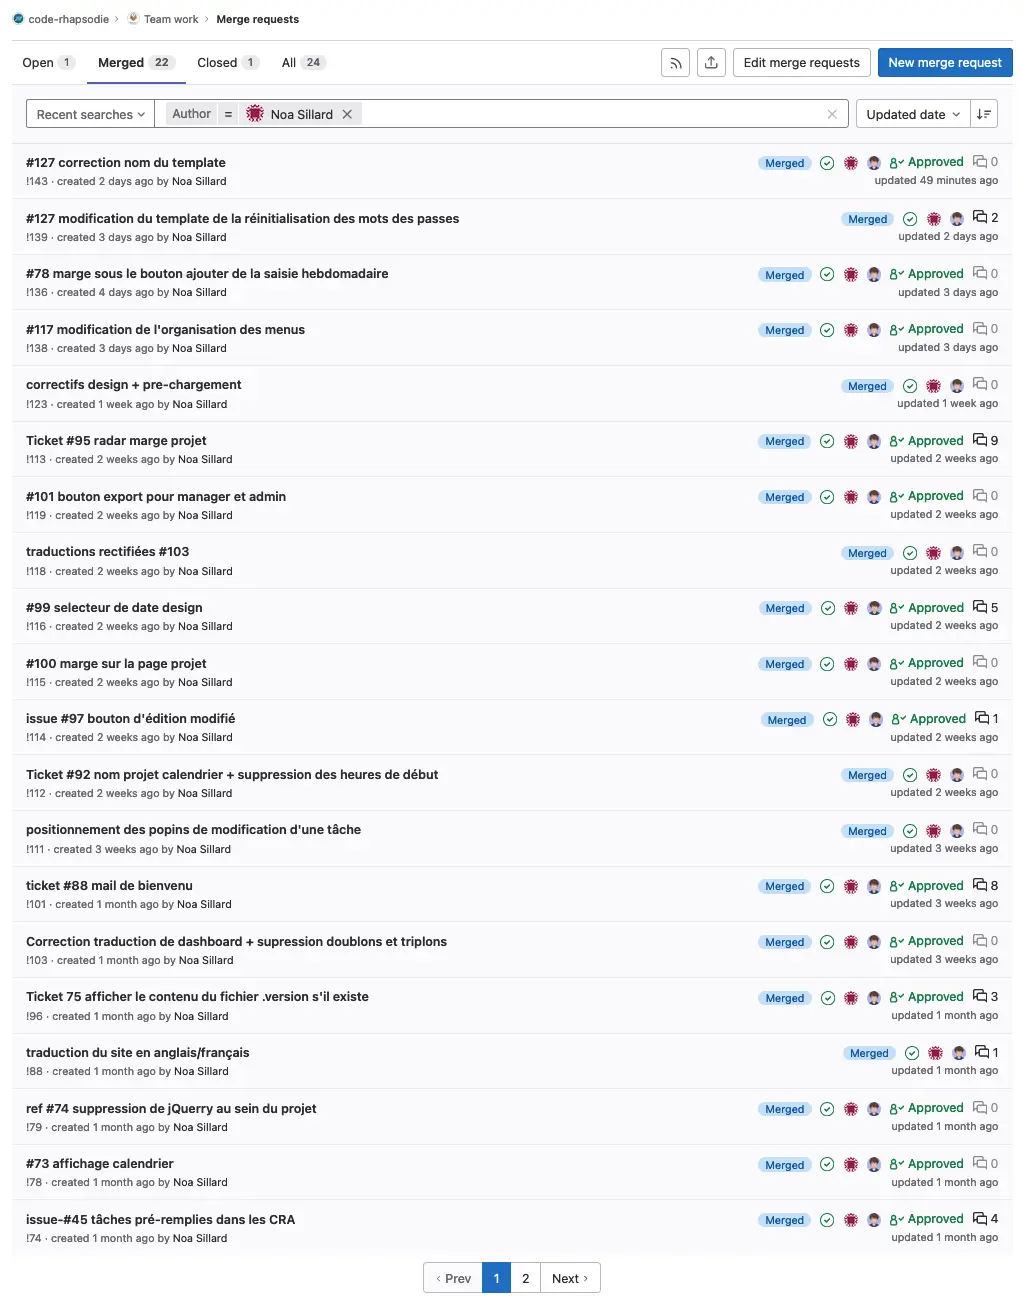 code-rhapsodie › Team work › Merge requests
Open 1 Merged 22 Closed 1 All 24 Edit merge requests New merge request
Recent searches Author = Noa Sillard Updated date
#127 correction nom du template Merged Approved 0
!143 · created 2 days ago by Noa Sillard updated 49 minutes ago
#127 modification du template de la réinitialisation des mots des passes Merged 2
!139 · created 3 days ago by Noa Sillard updated 2 days ago
#78 marge sous le bouton ajouter de la saisie hebdomadaire Merged Approved 0
!136 · created 4 days ago by Noa Sillard updated 3 days ago
#117 modification de l'organisation des menus Merged Approved 0
!138 · created 3 days ago by Noa Sillard updated 3 days ago
correctifs design + pre-chargement Merged 0
!123 · created 1 week ago by Noa Sillard updated 1 week ago
Ticket #95 radar marge projet Merged Approved 9
!113 · created 2 weeks ago by Noa Sillard updated 2 weeks ago
#101 bouton export pour manager et admin Merged Approved 0
!119 · created 2 weeks ago by Noa Sillard updated 2 weeks ago
traductions rectifiées #103 Merged 0
!118 · created 2 weeks ago by Noa Sillard updated 2 weeks ago
#99 selecteur de date design Merged Approved 5
!116 · created 2 weeks ago by Noa Sillard updated 2 weeks ago
#100 marge sur la page projet Merged Approved 0
!115 · created 2 weeks ago by Noa Sillard updated 2 weeks ago
issue #97 bouton d'édition modifié Merged Approved 1
!114 · created 2 weeks ago by Noa Sillard updated 2 weeks ago
Ticket #92 nom projet calendrier + suppression des heures de début Merged 0
!112 · created 2 weeks ago by Noa Sillard updated 2 weeks ago
positionnement des popins de modification d'une tâche Merged 0
!111 · created 3 weeks ago by Noa Sillard updated 3 weeks ago
ticket #88 mail de bienvenu Merged Approved 8
!101 · created 1 month ago by Noa Sillard updated 3 weeks ago
Correction traduction de dashboard + supression doublons et triplons Merged Approved 0
!103 · created 1 month ago by Noa Sillard updated 3 weeks ago
Ticket 75 afficher le contenu du fichier .version s'il existe Merged Approved 3
!96 · created 1 month ago by Noa Sillard updated 1 month ago
traduction du site en anglais/français Merged 1
!88 · created 1 month ago by Noa Sillard updated 1 month ago
ref #74 suppression de jQuerry au sein du projet Merged Approved 0
!79 · created 1 month ago by Noa Sillard updated 1 month ago
#73 affichage calendrier Merged Approved 0
!78 · created 1 month ago by Noa Sillard updated 1 month ago
issue-#45 tâches pré-remplies dans les CRA Merged Approved 4
!74 · created 1 month ago by Noa Sillard updated 1 month ago
‹ Prev 1 2 Next ›